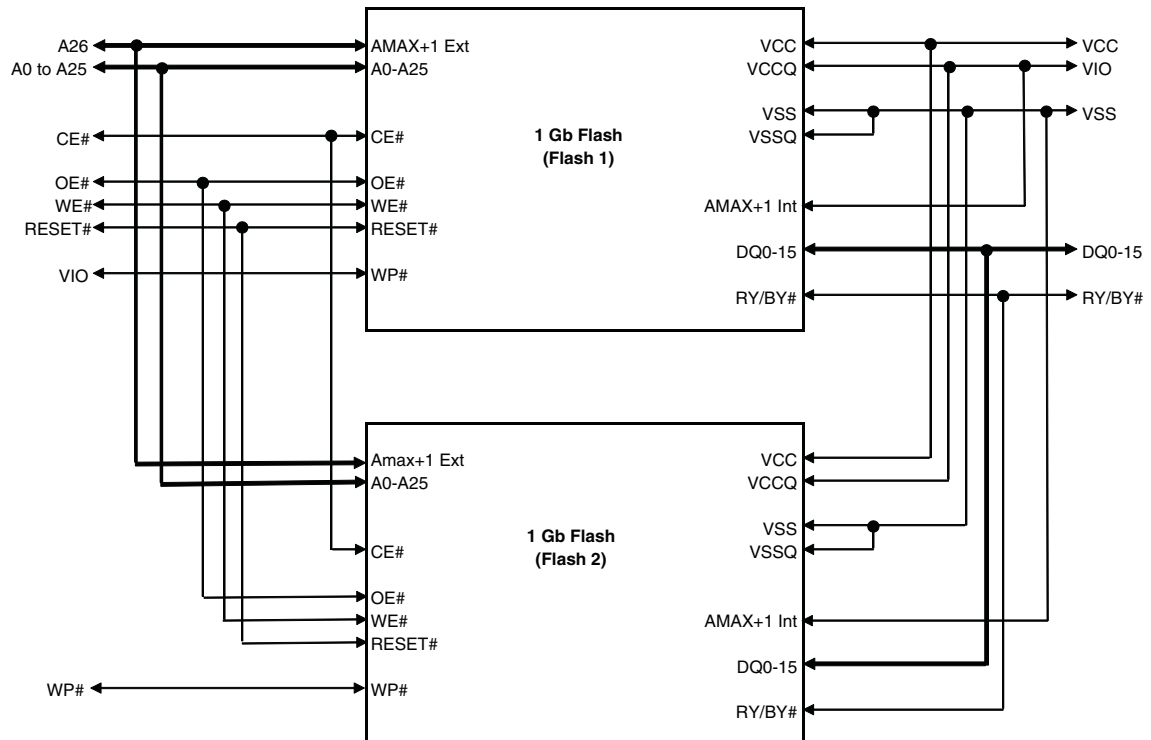 A26
AMAX+1 Ext
VCC
VCC
A0 to A25
A0-A25
VCCQ
VIO
VSS
VSS
CE#
CE#
1 Gb Flash
(Flash 1)
VSSQ
OE#
OE#
WE#
WE#
AMAX+1 Int
RESET#
RESET#
DQ0-15
DQ0-15
VIO
WP#
RY/BY#
RY/BY#
Amax+1 Ext
VCC
A0-A25
VCCQ
VSS
1 Gb Flash
(Flash 2)
CE#
VSSQ
OE#
WE#
AMAX+1 Int
RESET#
DQ0-15
WP#
WP#
RY/BY#